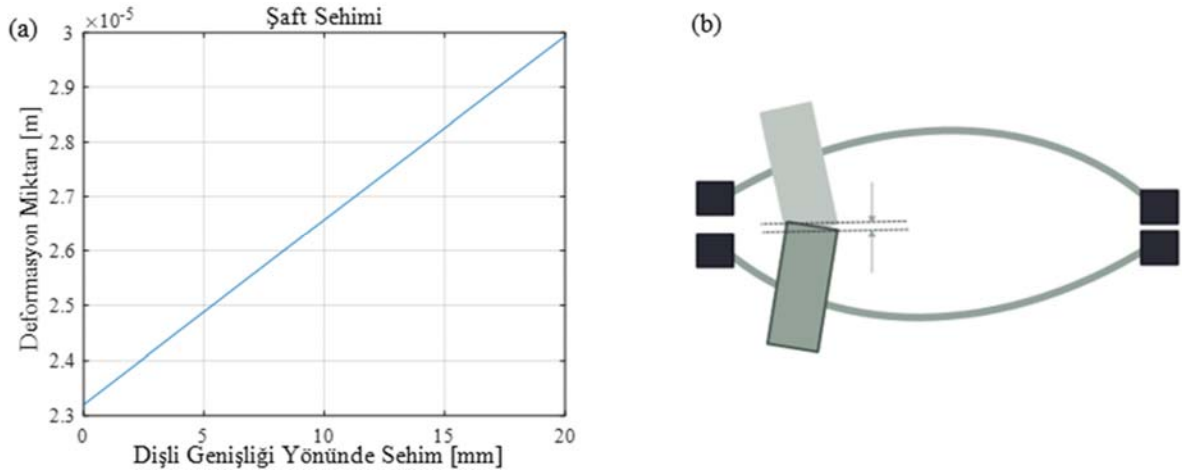 (a)
×10⁻⁵
Şaft Sehimi
(b)
3
2.9
2.8
2.7
2.6
2.5
2.4
2.3
Deformasyon Miktarı [m]
0 5 10 15 20
Dişli Genişliği Yönünde Sehim [mm]